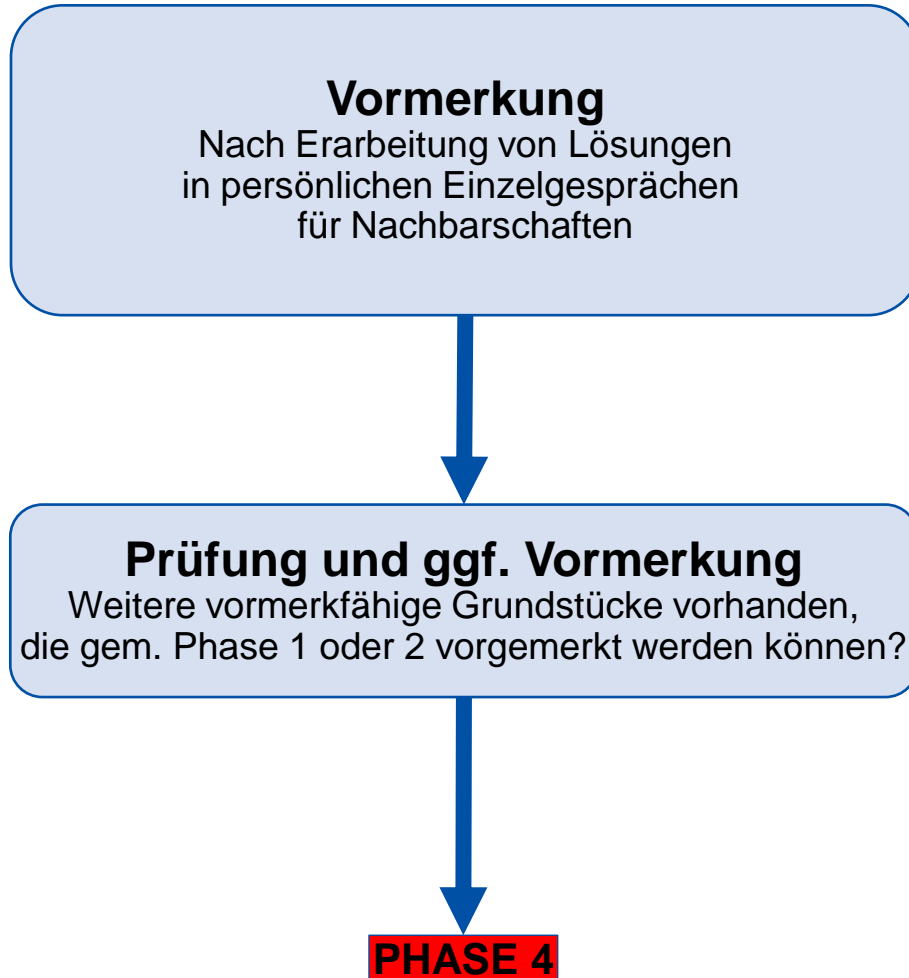 Vormerkung
Nach Erarbeitung von Lösungen
in persönlichen Einzelgesprächen
für Nachbarschaften
Prüfung und ggf. Vormerkung
Weitere vormerkfähige Grundstücke vorhanden,
die gem. Phase 1 oder 2 vorgemerkt werden können?
PHASE 4